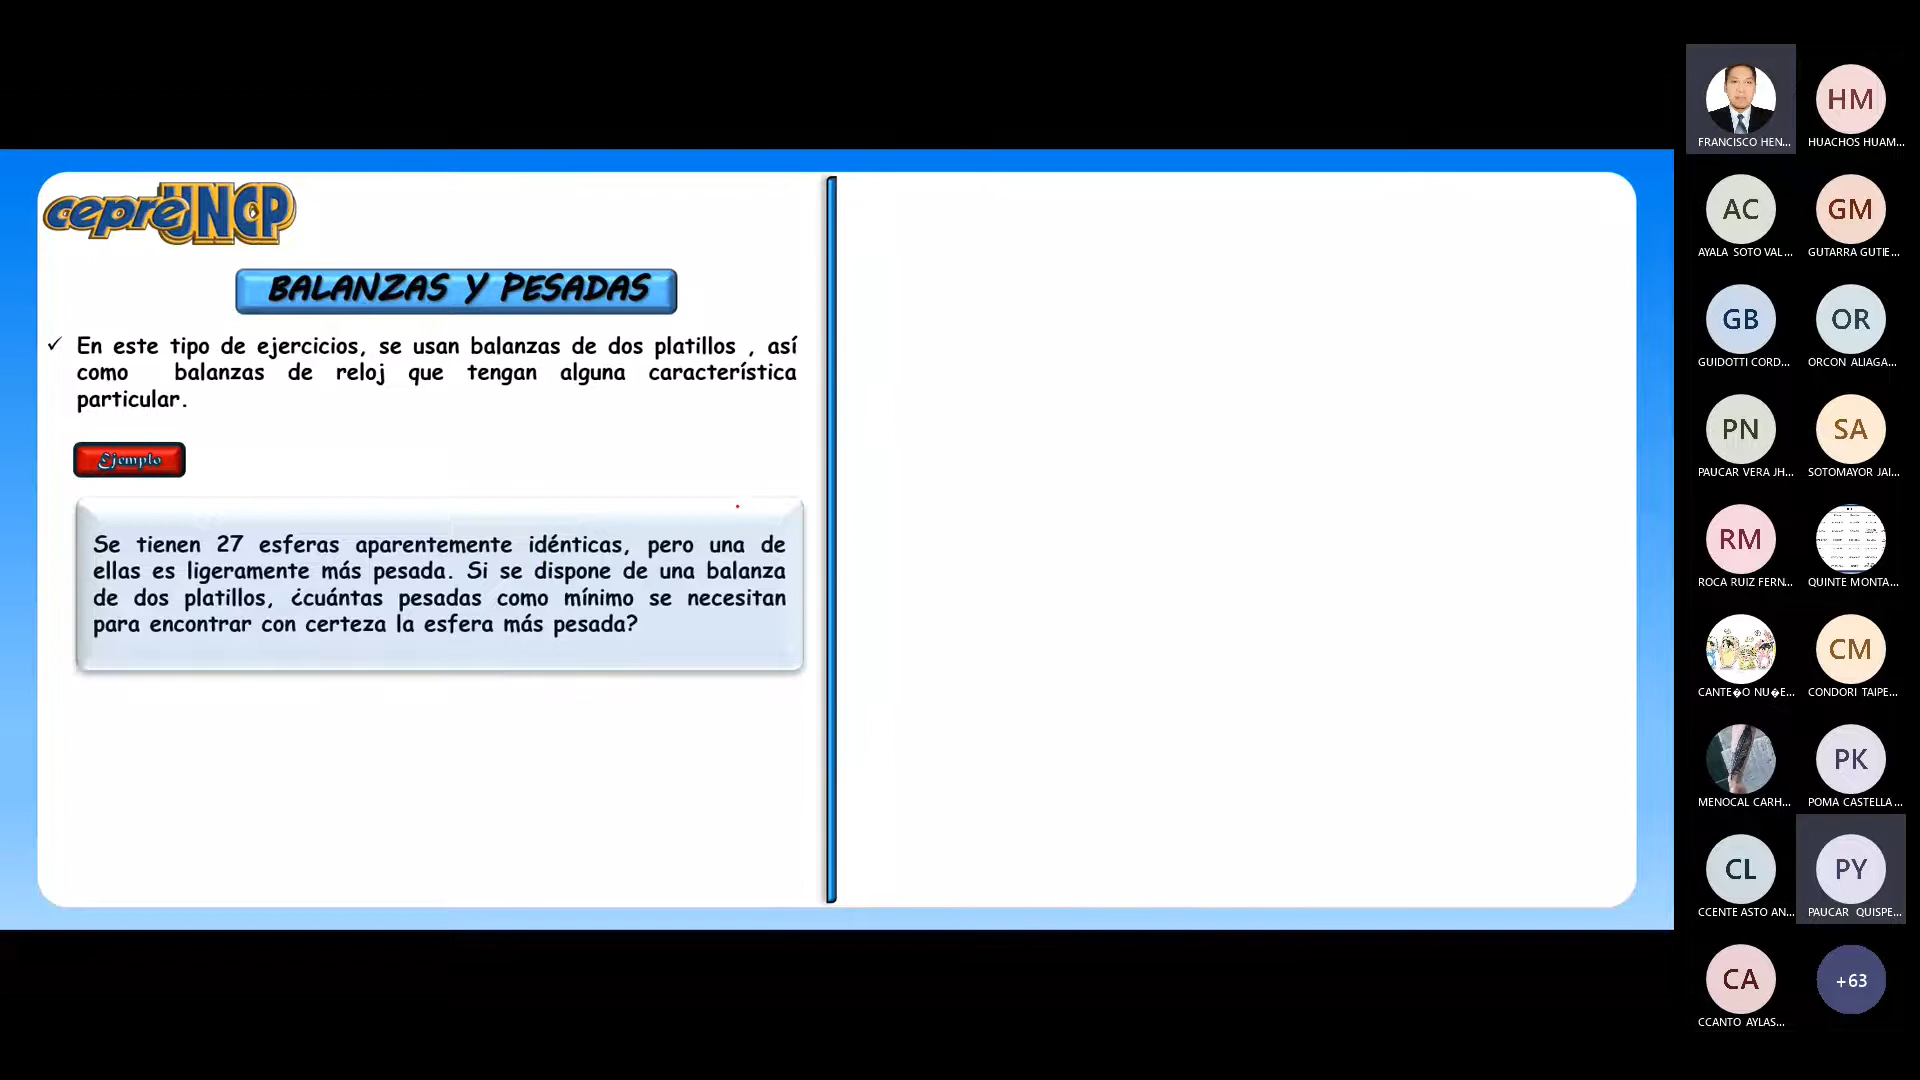 cepreUNCP
BALANZAS Y PESADAS
✓ En este tipo de ejercicios, se usan balanzas de dos platillos , así
como balanzas de reloj que tengan alguna característica
particular.
Ejemplo
Se tienen 27 esferas aparentemente idénticas, pero una de
ellas es ligeramente más pesada. Si se dispone de una balanza
de dos platillos, ¿cuántas pesadas como mínimo se necesitan
para encontrar con certeza la esfera más pesada?
FRANCISCO HEN...
HM
HUACHOS HUAM...
AC
AYALA SOTO VAL...
GM
GUTARRA GUTIE...
GB
GUIDOTTI CORD...
OR
ORCON ALIAGA...
PN
PAUCAR VERA JH...
SA
SOTOMAYOR JAI...
RM
ROCA RUIZ FERN...
QUINTE MONTA...
CANTE�O NU�E...
CM
CONDORI TAIPE...
MENOCAL CARH...
PK
POMA CASTELLA...
CL
CCENTE ASTO AN...
PY
PAUCAR QUISPE...
CA
CCANTO AYLAS...
+63